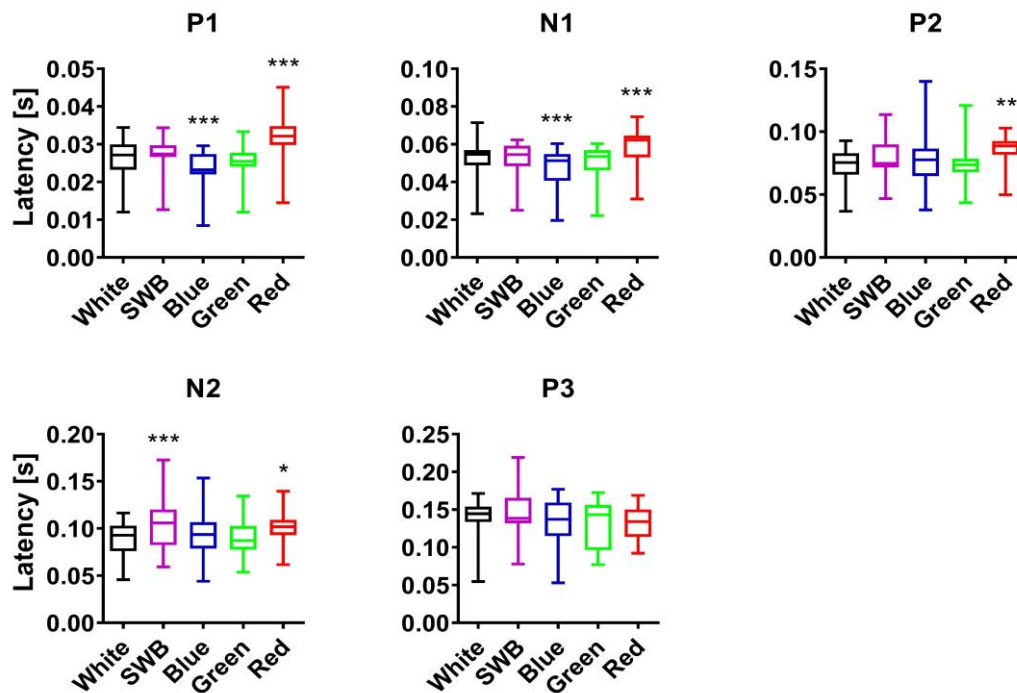 P1
N1
P2
Latency [s]
0.05
0.04
0.03
0.02
0.01
0.00
***
***
White
SWB
Blue
Green
Red
0.10
0.08
0.06
0.04
0.02
0.00
***
***
White
SWB
Blue
Green
Red
0.15
0.10
0.05
0.00
**
White
SWB
Blue
Green
Red
N2
P3
Latency [s]
0.20
0.15
0.10
0.05
0.00
***
*
White
SWB
Blue
Green
Red
0.25
0.20
0.15
0.10
0.05
0.00
White
SWB
Blue
Green
Red